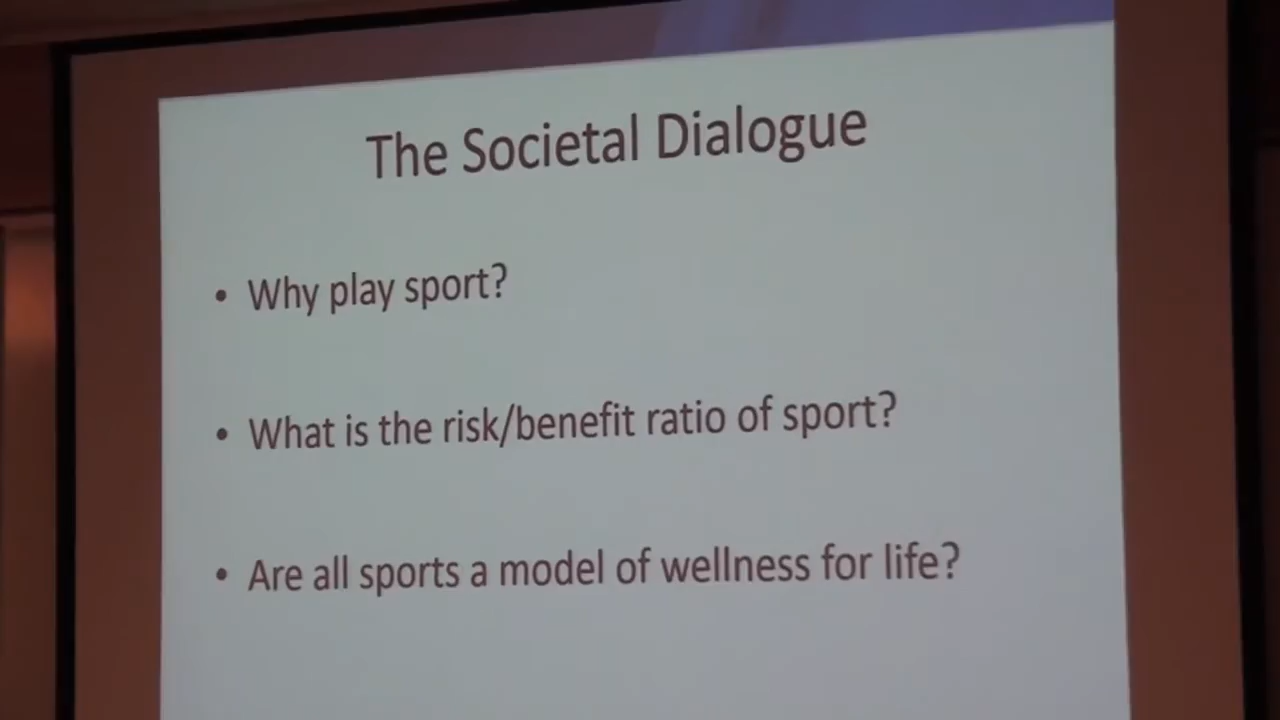 The Societal Dialogue
• Why play sport?
• What is the risk/benefit ratio of sport?
• Are all sports a model of wellness for life?